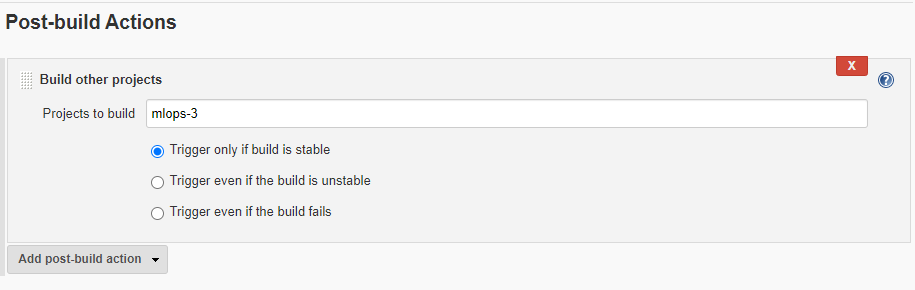 Post-build Actions
X
Build other projects
?
Projects to build mlops-3
Trigger only if build is stable
Trigger even if the build is unstable
Trigger even if the build fails
Add post-build action